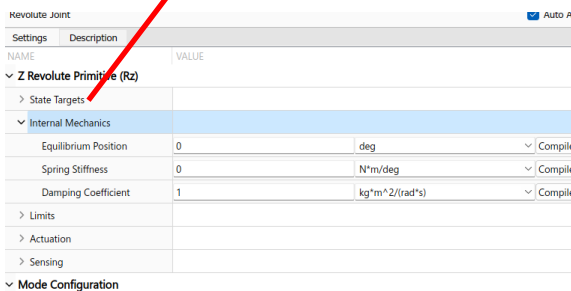 Revolute Joint Auto A
Settings Description
NAME VALUE
Z Revolute Primitive (Rz)
State Targets
Internal Mechanics
Equilibrium Position 0 deg Compile
Spring Stiffness 0 N*m/deg Compile
Damping Coefficient 1 kg*m^2/(rad*s) Compile
Limits
Actuation
Sensing
Mode Configuration